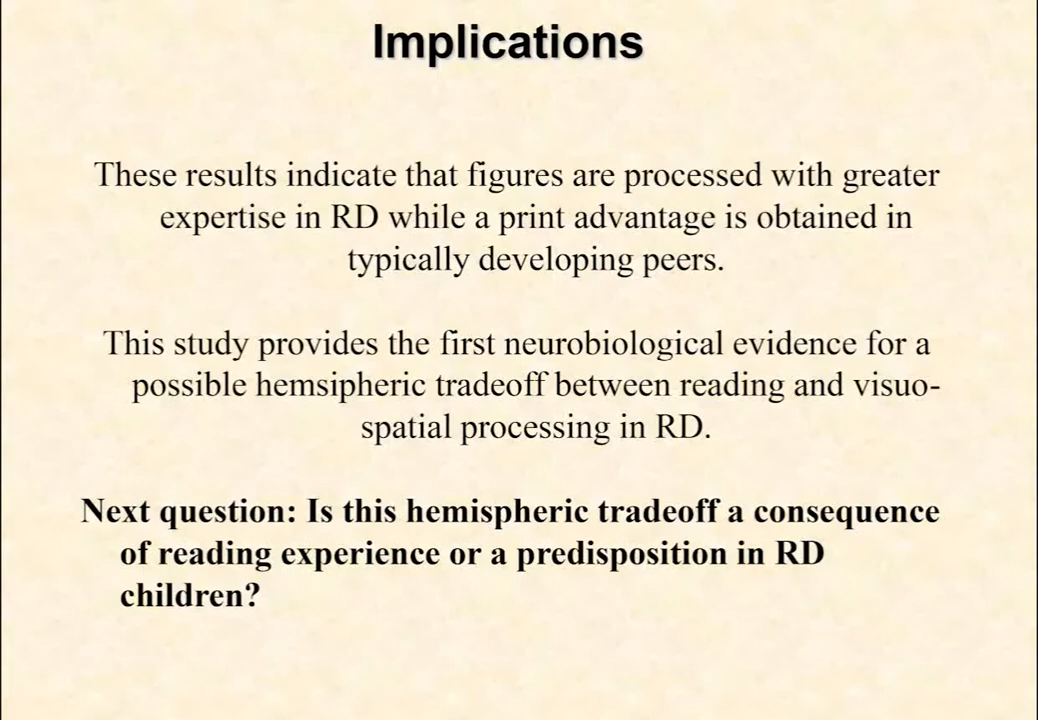 Implications
These results indicate that figures are processed with greater
expertise in RD while a print advantage is obtained in
typically developing peers.
This study provides the first neurobiological evidence for a
possible hemsipheric tradeoff between reading and visuo-
spatial processing in RD.
Next question: Is this hemispheric tradeoff a consequence
of reading experience or a predisposition in RD
children?